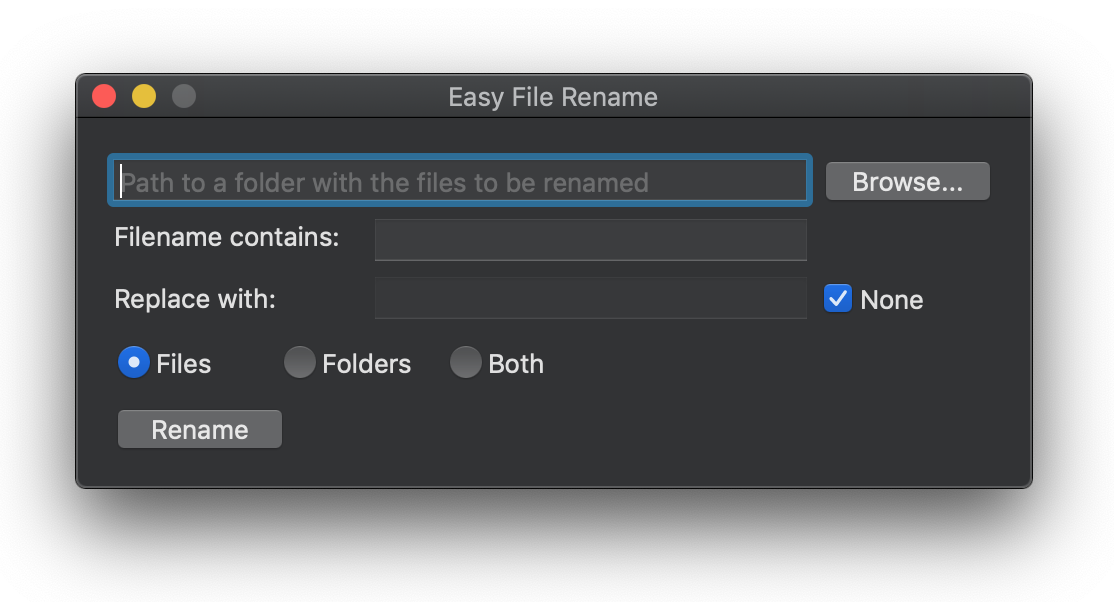 Easy File Rename
Path to a folder with the files to be renamed Browse...
Filename contains:
Replace with: None
Files Folders Both
Rename